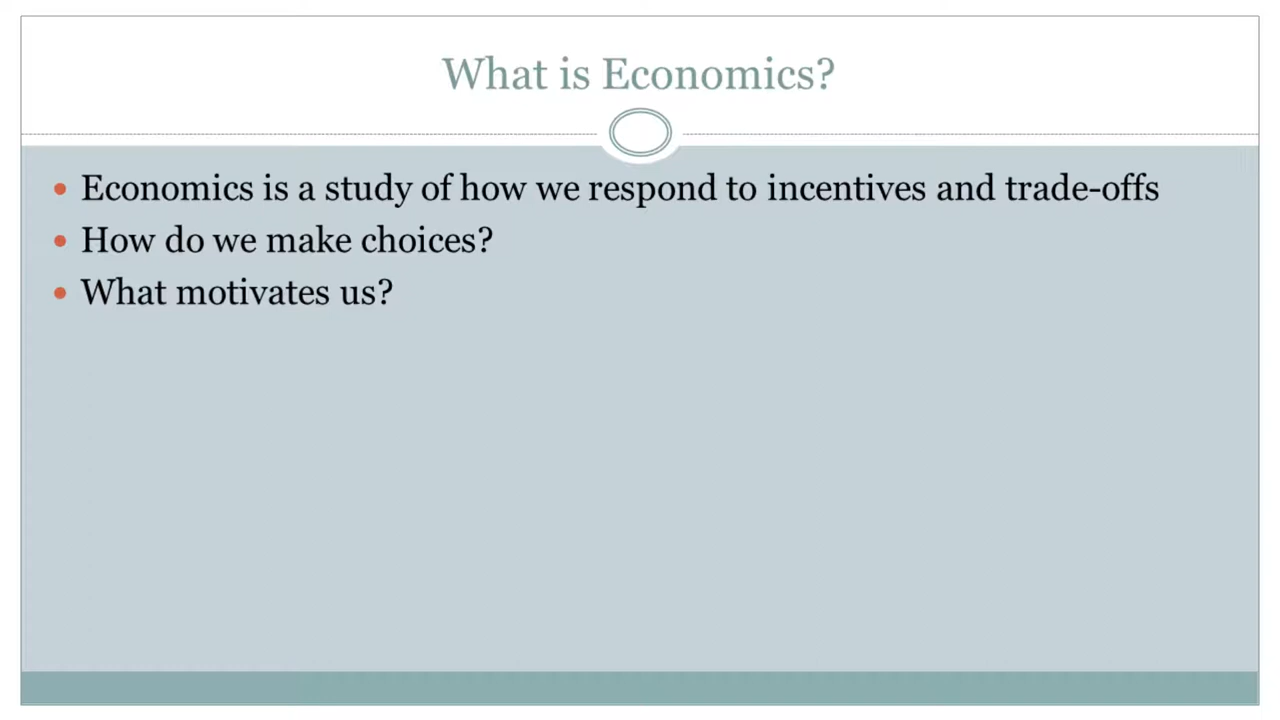 What is Economics?
Economics is a study of how we respond to incentives and trade-offs
How do we make choices?
What motivates us?